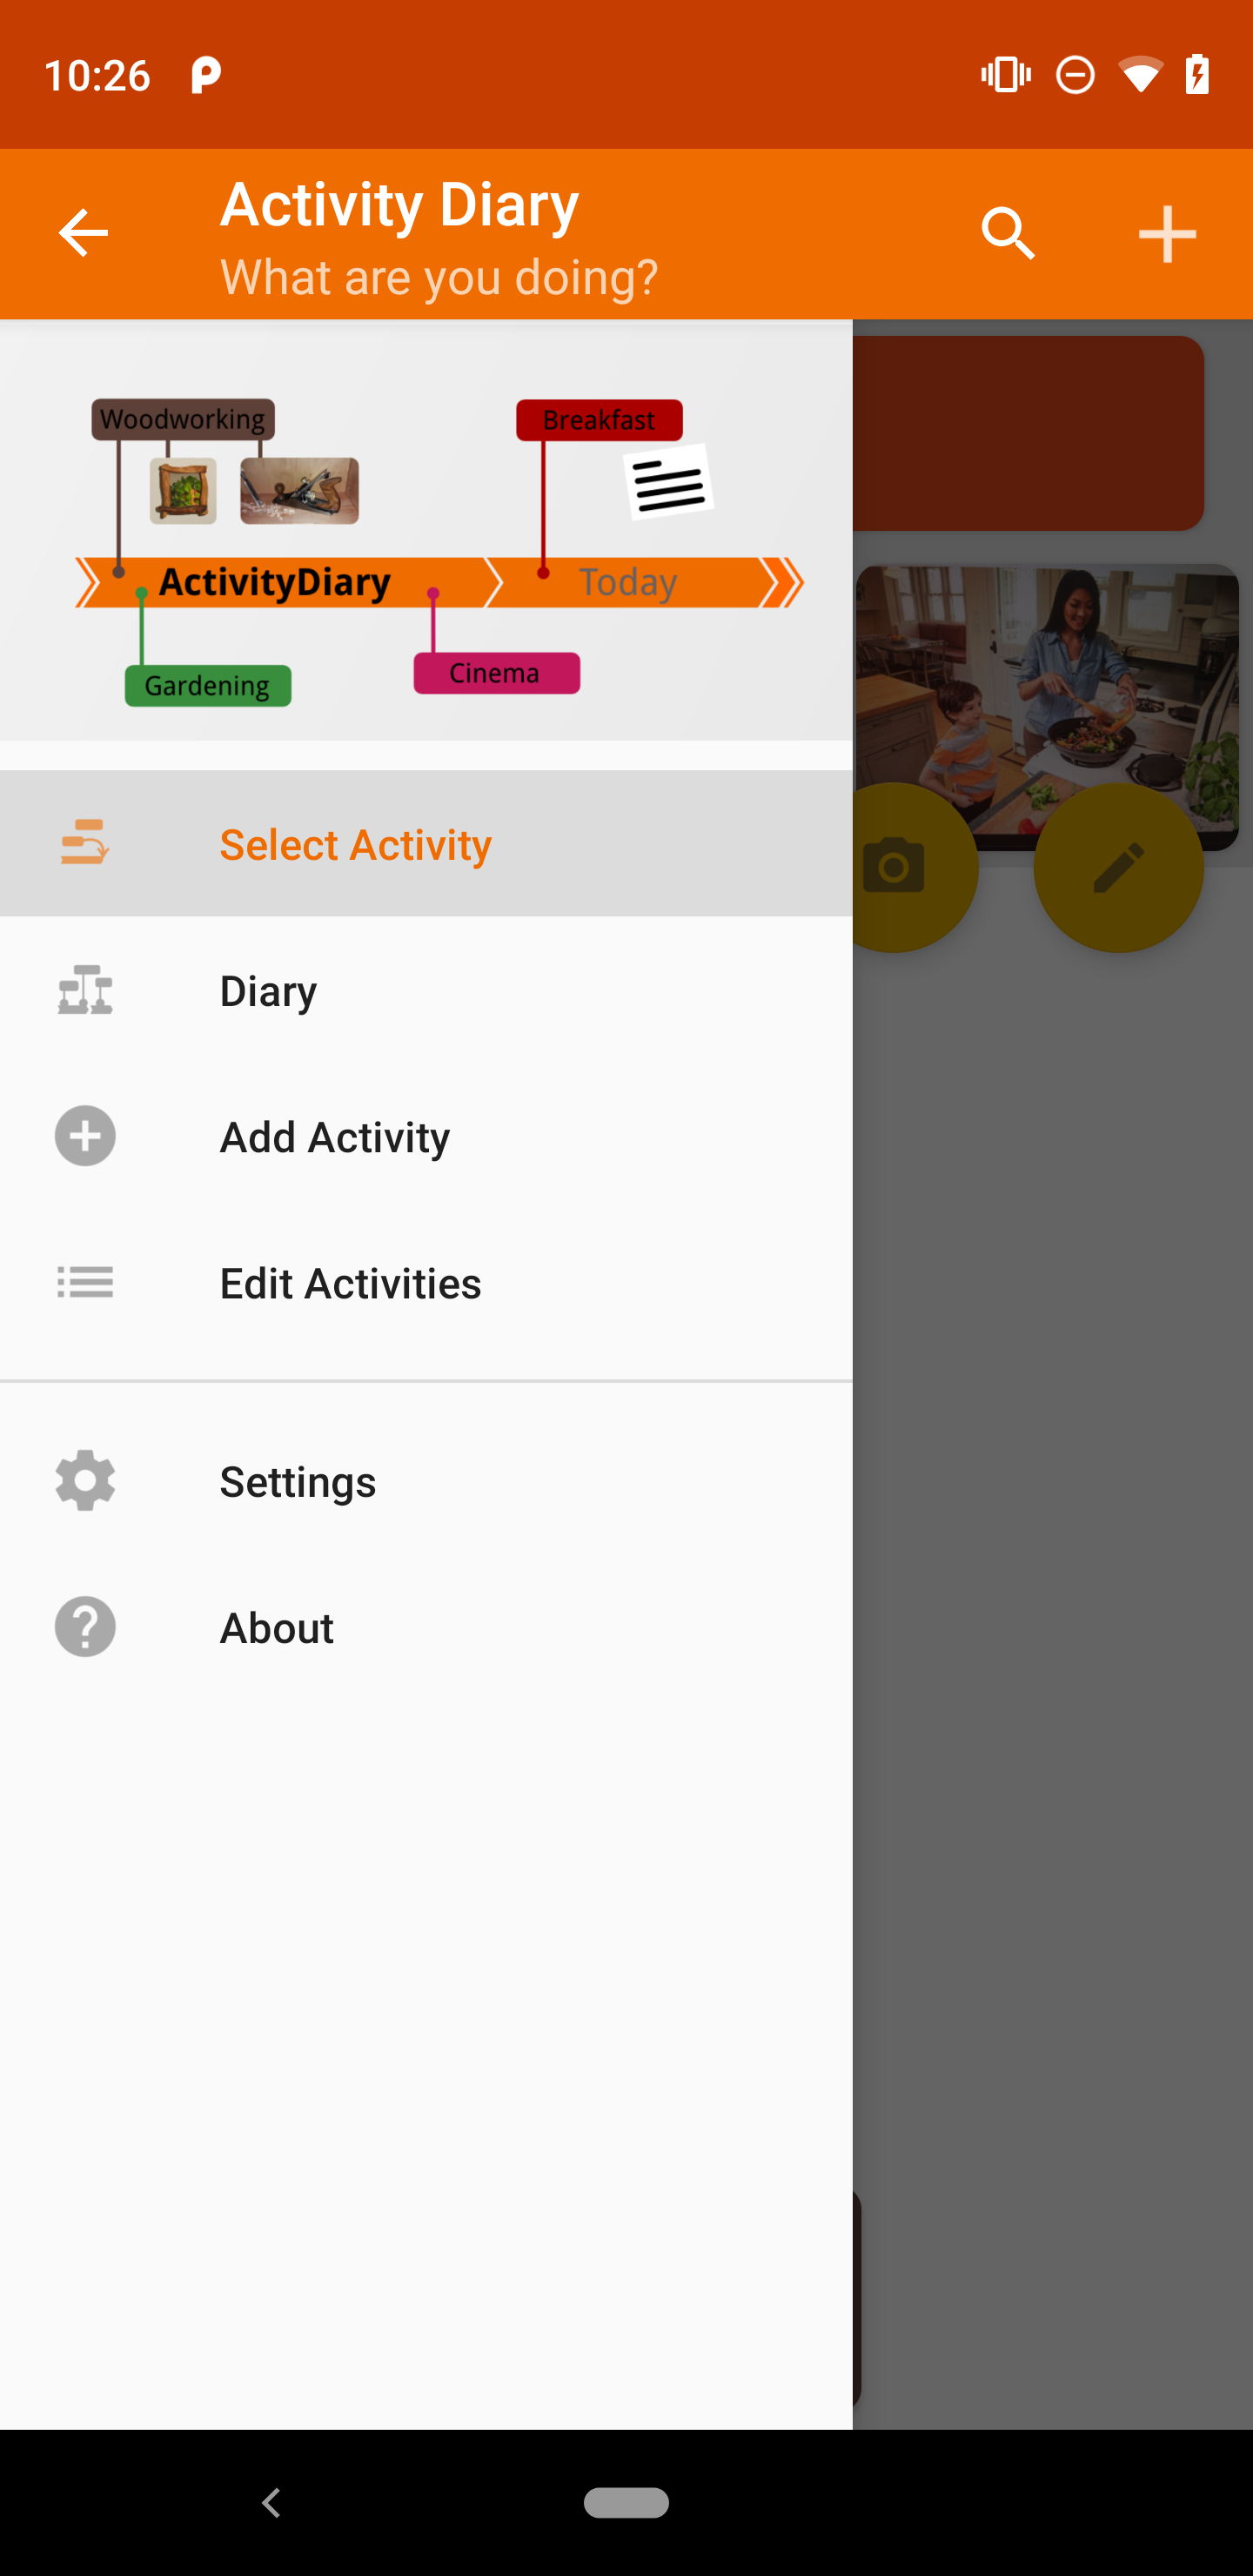 10:26
Activity Diary
What are you doing?
Woodworking
Breakfast
ActivityDiary
Today
Gardening
Cinema
Select Activity
Diary
Add Activity
Edit Activities
Settings
About